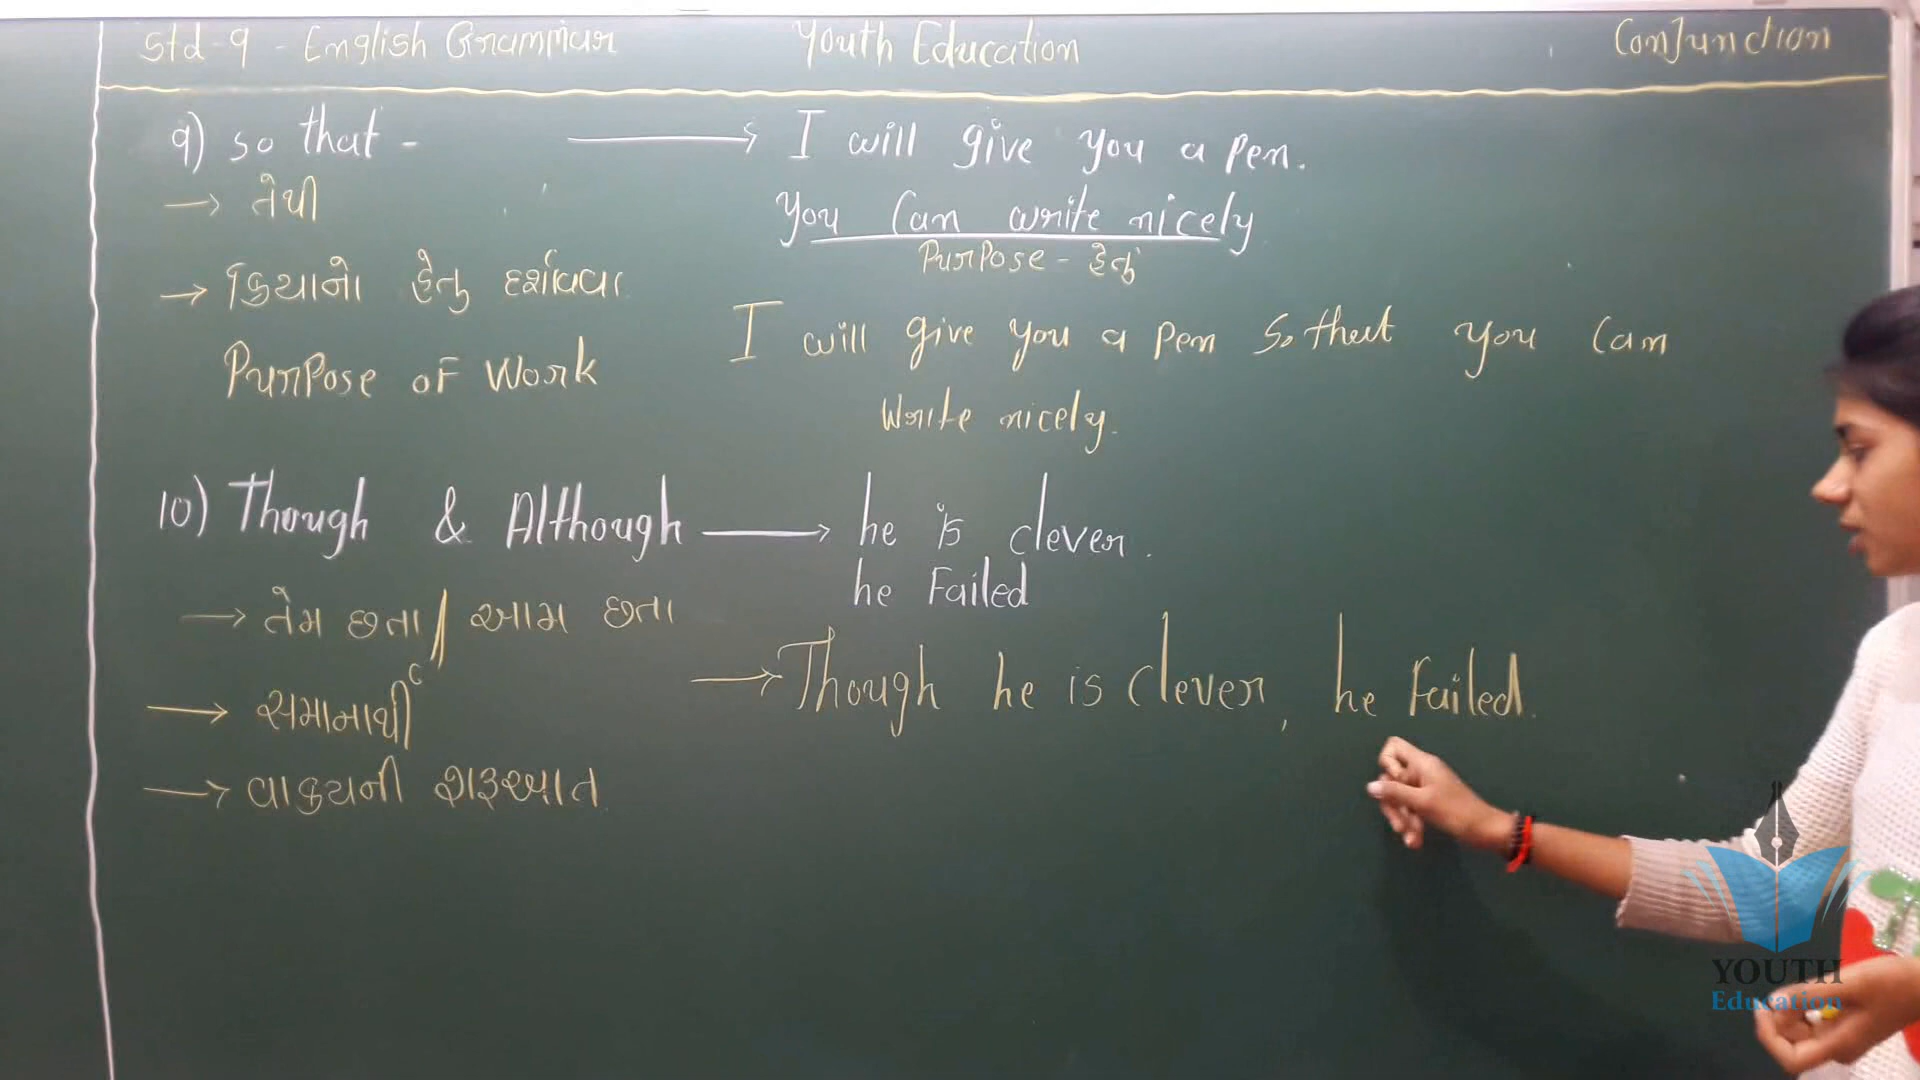 Std-9 - English Grammar Youth Education Conjunction
9) so that - → I will give you a pen.
→ તેથી
You Can write nicely
Purpose - હેતુ
→ ક્રિયાનો હેતુ દર્શાવવા
I will give you a pen so that you can
Purpose of Work
Write nicely.
10) Though & Although → he is clever.
he Failed
→ તેમ છતા / આમ છતા
→ Though he is clever, he Failed.
→ સમાનાર્થી
→ વાક્યની શરૂઆત
YOUTH
Education